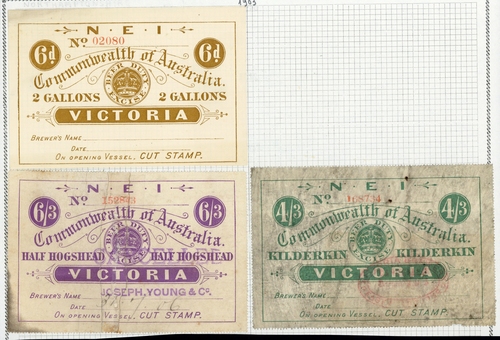 1903
N · E · I ·
6d No 02080 6d
Commonwealth of Australia.
BEER DUTY
EXCISE
2 GALLONS 2 GALLONS
VICTORIA
BREWER'S NAME
DATE
ON OPENING VESSEL, CUT STAMP.
N · E · I ·
6/3 No 6/3
Commonwealth of Australia.
BEER DUTY
EXCISE
HALF HOGSHEAD HALF HOGSHEAD
VICTORIA
BREWER'S NAME JOSEPH, YOUNG & Co.
DATE
ON OPENING VESSEL, CUT STAMP.
N · E · I ·
4/3 No 4/3
Commonwealth of Australia.
BEER DUTY
EXCISE
KILDERKIN KILDERKIN
VICTORIA
BREWER'S NAME
DATE
ON OPENING VESSEL, CUT STAMP.